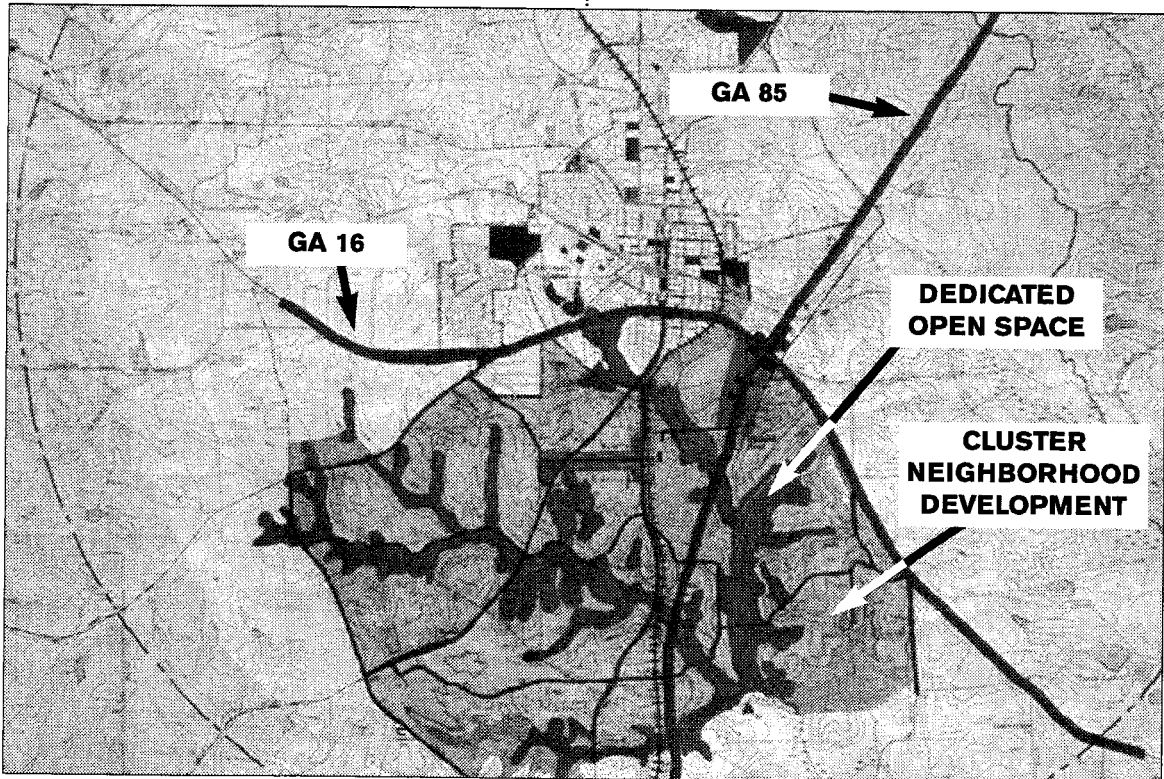 GA 85
GA 16
DEDICATED
OPEN SPACE
CLUSTER
NEIGHBORHOOD
DEVELOPMENT